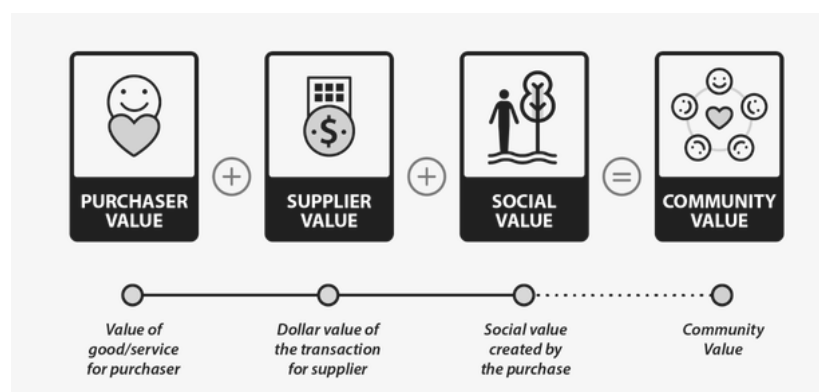 $
+
+
=
PURCHASER
VALUE
SUPPLIER
VALUE
SOCIAL
VALUE
COMMUNITY
VALUE
Value of
good/service
for purchaser
Dollar value of
the transaction
for supplier
Social value
created by
the purchase
Community
Value